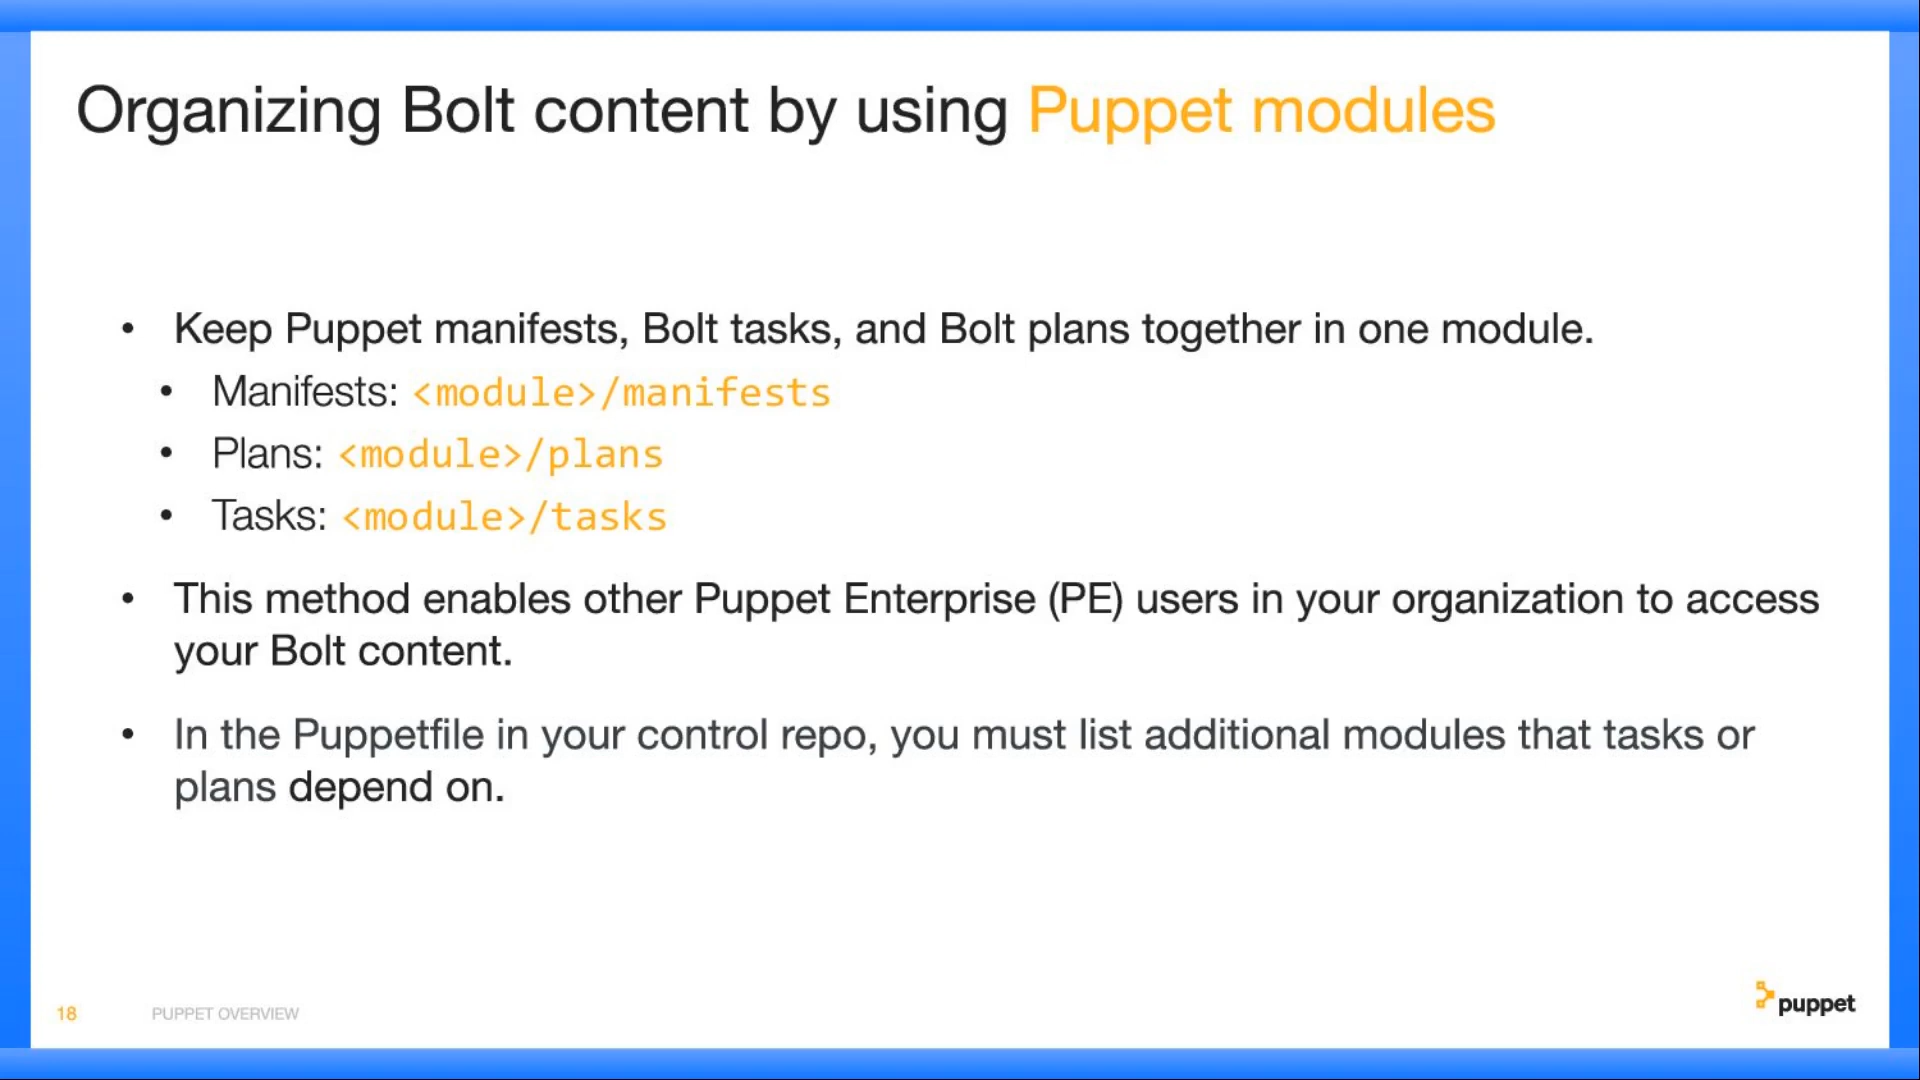 Organizing Bolt content by using Puppet modules
• Keep Puppet manifests, Bolt tasks, and Bolt plans together in one module.
• Manifests: <module>/manifests
• Plans: <module>/plans
• Tasks: <module>/tasks
• This method enables other Puppet Enterprise (PE) users in your organization to access
your Bolt content.
• In the Puppetfile in your control repo, you must list additional modules that tasks or
plans depend on.
18 PUPPET OVERVIEW
puppet